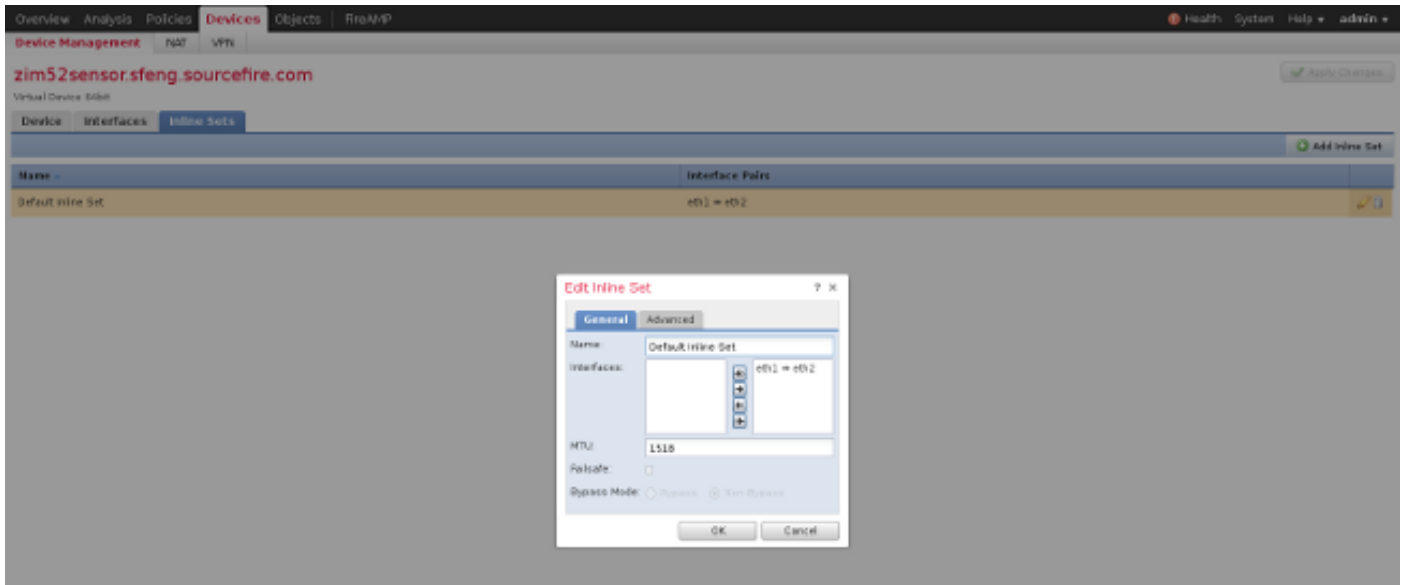 Overview Analysis Policies Devices Objects FireAMP Health System Help admin
Device Management NAT VPN
zim52sensor.sfeng.sourcefire.com Apply Changes
Virtual Device 64bit
Device Interfaces Inline Sets
Add Inline Set
Name Interface Pairs
Default Inline Set eth1 ↔ eth2
Edit Inline Set ? ×
General Advanced
Name: Default Inline Set
Interfaces: eth1 ↔ eth2
MTU: 1518
Failsafe:
Bypass Mode: Bypass Non-Bypass
OK Cancel